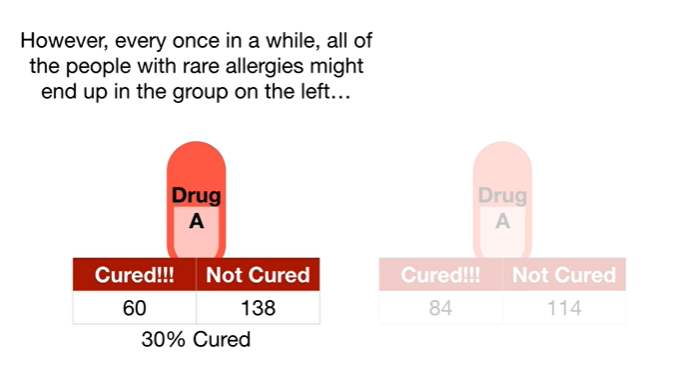 However, every once in a while, all of
the people with rare allergies might
end up in the group on the left…
Drug
A
Cured!!! Not Cured
60 138
30% Cured
Drug
A
Cured!!! Not Cured
84 114